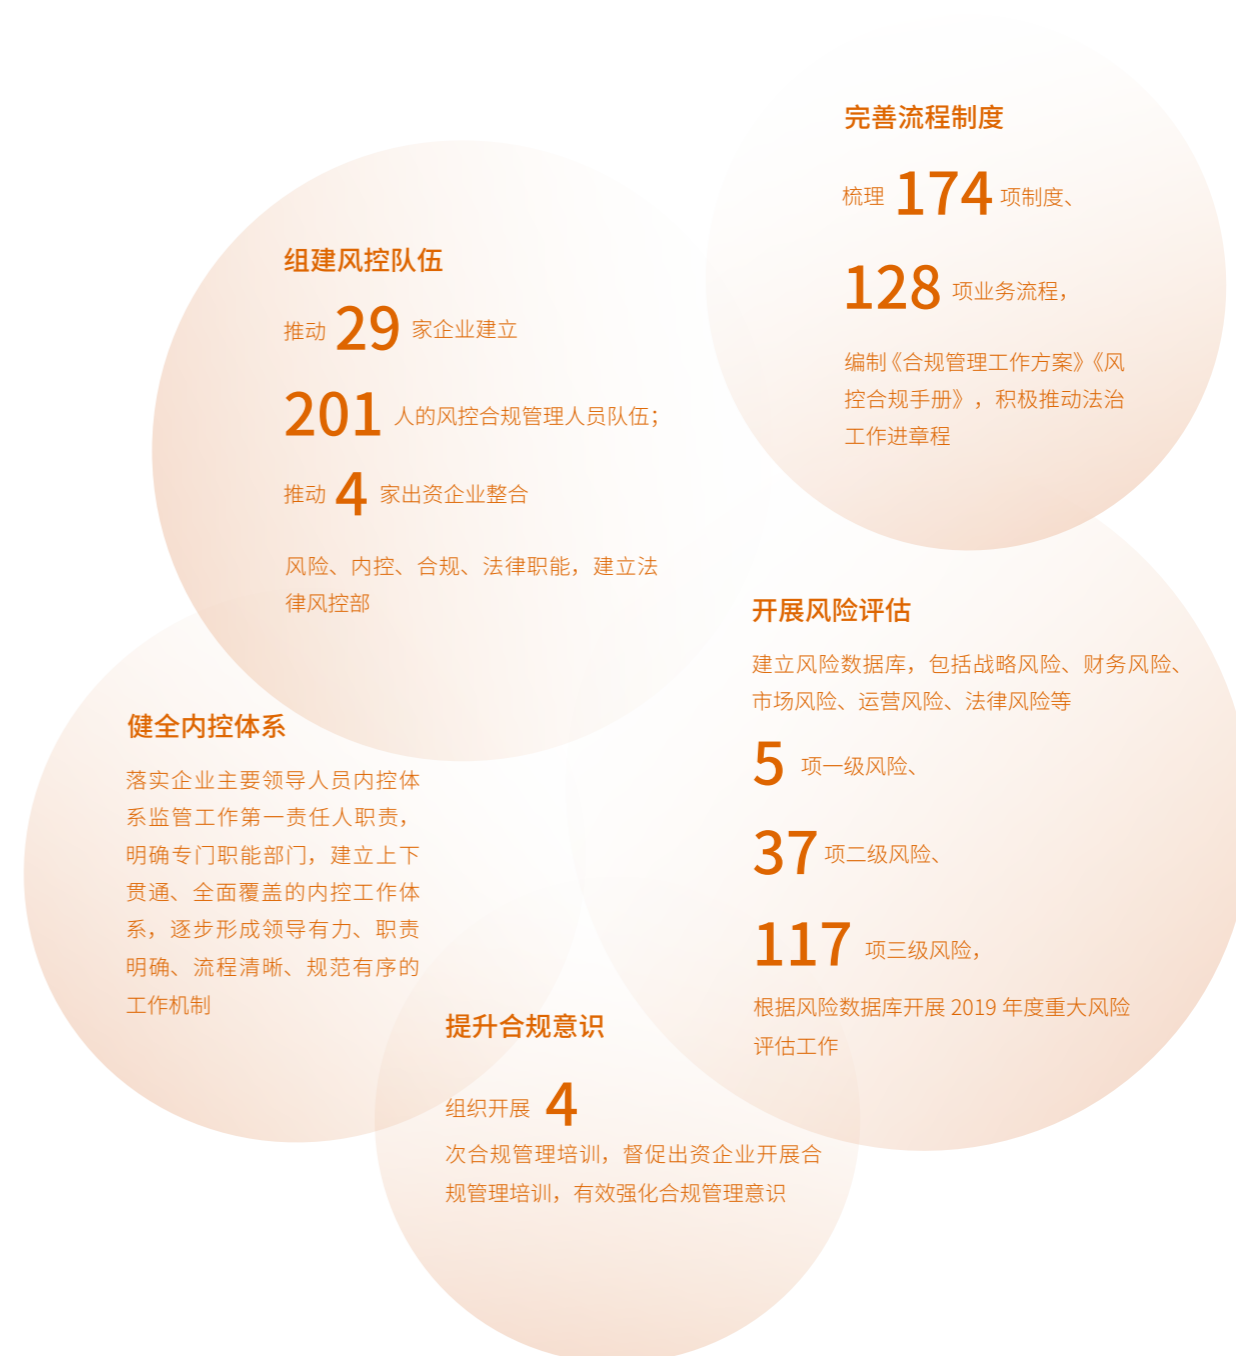 组建风控队伍
推动 29 家企业建立
201 人的风控合规管理人员队伍；
推动 4 家出资企业整合
风险、内控、合规、法律职能，建立法
律风控部
完善流程制度
梳理 174 项制度、
128 项业务流程，
编制《合规管理工作方案》《风
控合规手册》，积极推动法治
工作进章程
健全内控体系
落实企业主要领导人员内控体
系监管工作第一责任人职责，
明确专门职能部门，建立上下
贯通、全面覆盖的内控工作体
系，逐步形成领导有力、职责
明确、流程清晰、规范有序的
工作机制
开展风险评估
建立风险数据库，包括战略风险、财务风险、
市场风险、运营风险、法律风险等
5 项一级风险、
37 项二级风险、
117 项三级风险，
根据风险数据库开展 2019 年度重大风险
评估工作
提升合规意识
组织开展 4
次合规管理培训，督促出资企业开展合
规管理培训，有效强化合规管理意识